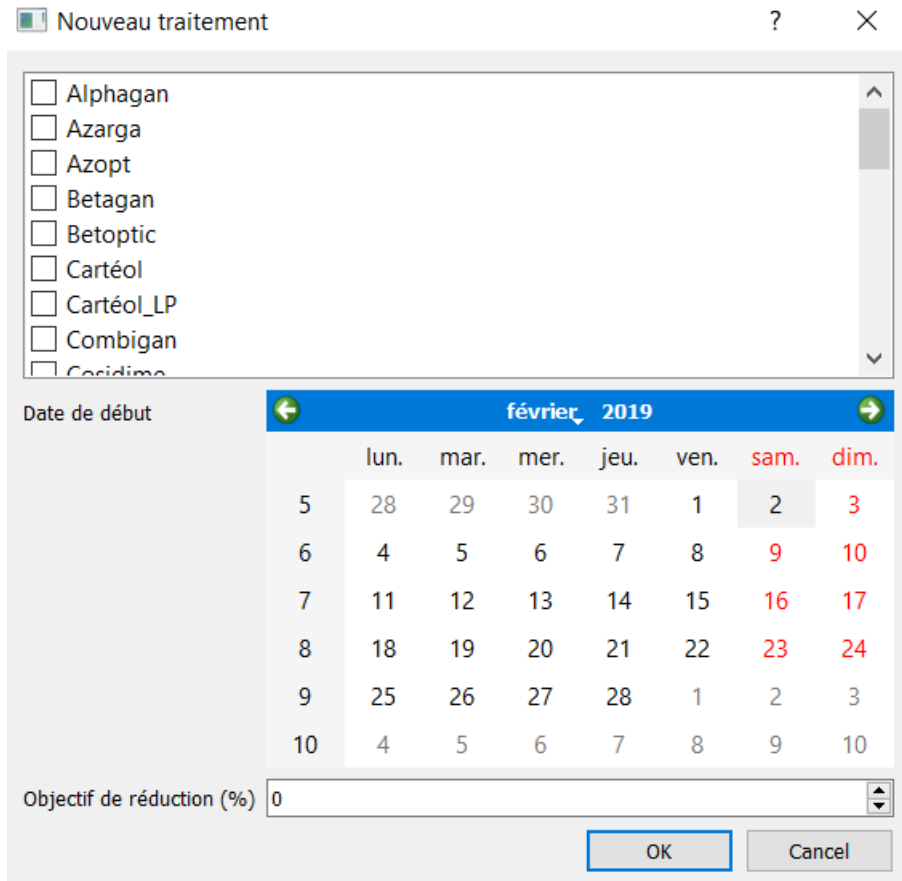 Nouveau traitement ?
Alphagan
Azarga
Azopt
Betagan
Betoptic
Cartéol
Cartéol_LP
Combigan
Cosidime
Date de début
février 2019
lun. mar. mer. jeu. ven. sam. dim.
5 28 29 30 31 1 2 3
6 4 5 6 7 8 9 10
7 11 12 13 14 15 16 17
8 18 19 20 21 22 23 24
9 25 26 27 28 1 2 3
10 4 5 6 7 8 9 10
Objectif de réduction (%) 0
OK Cancel